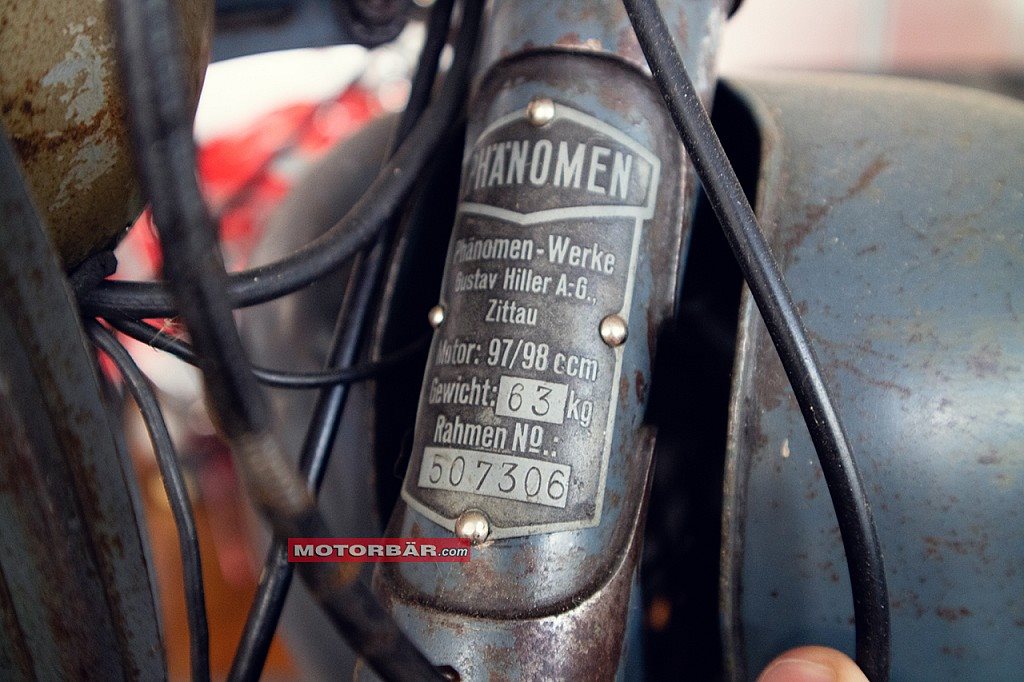 PHÄNOMEN
Phänomen-Werke
Gustav Hiller A:G.,
Zittau
Motor: 97/98 ccm
Gewicht: 63 kg
Rahmen No.:
507306
MOTORBÄR.com